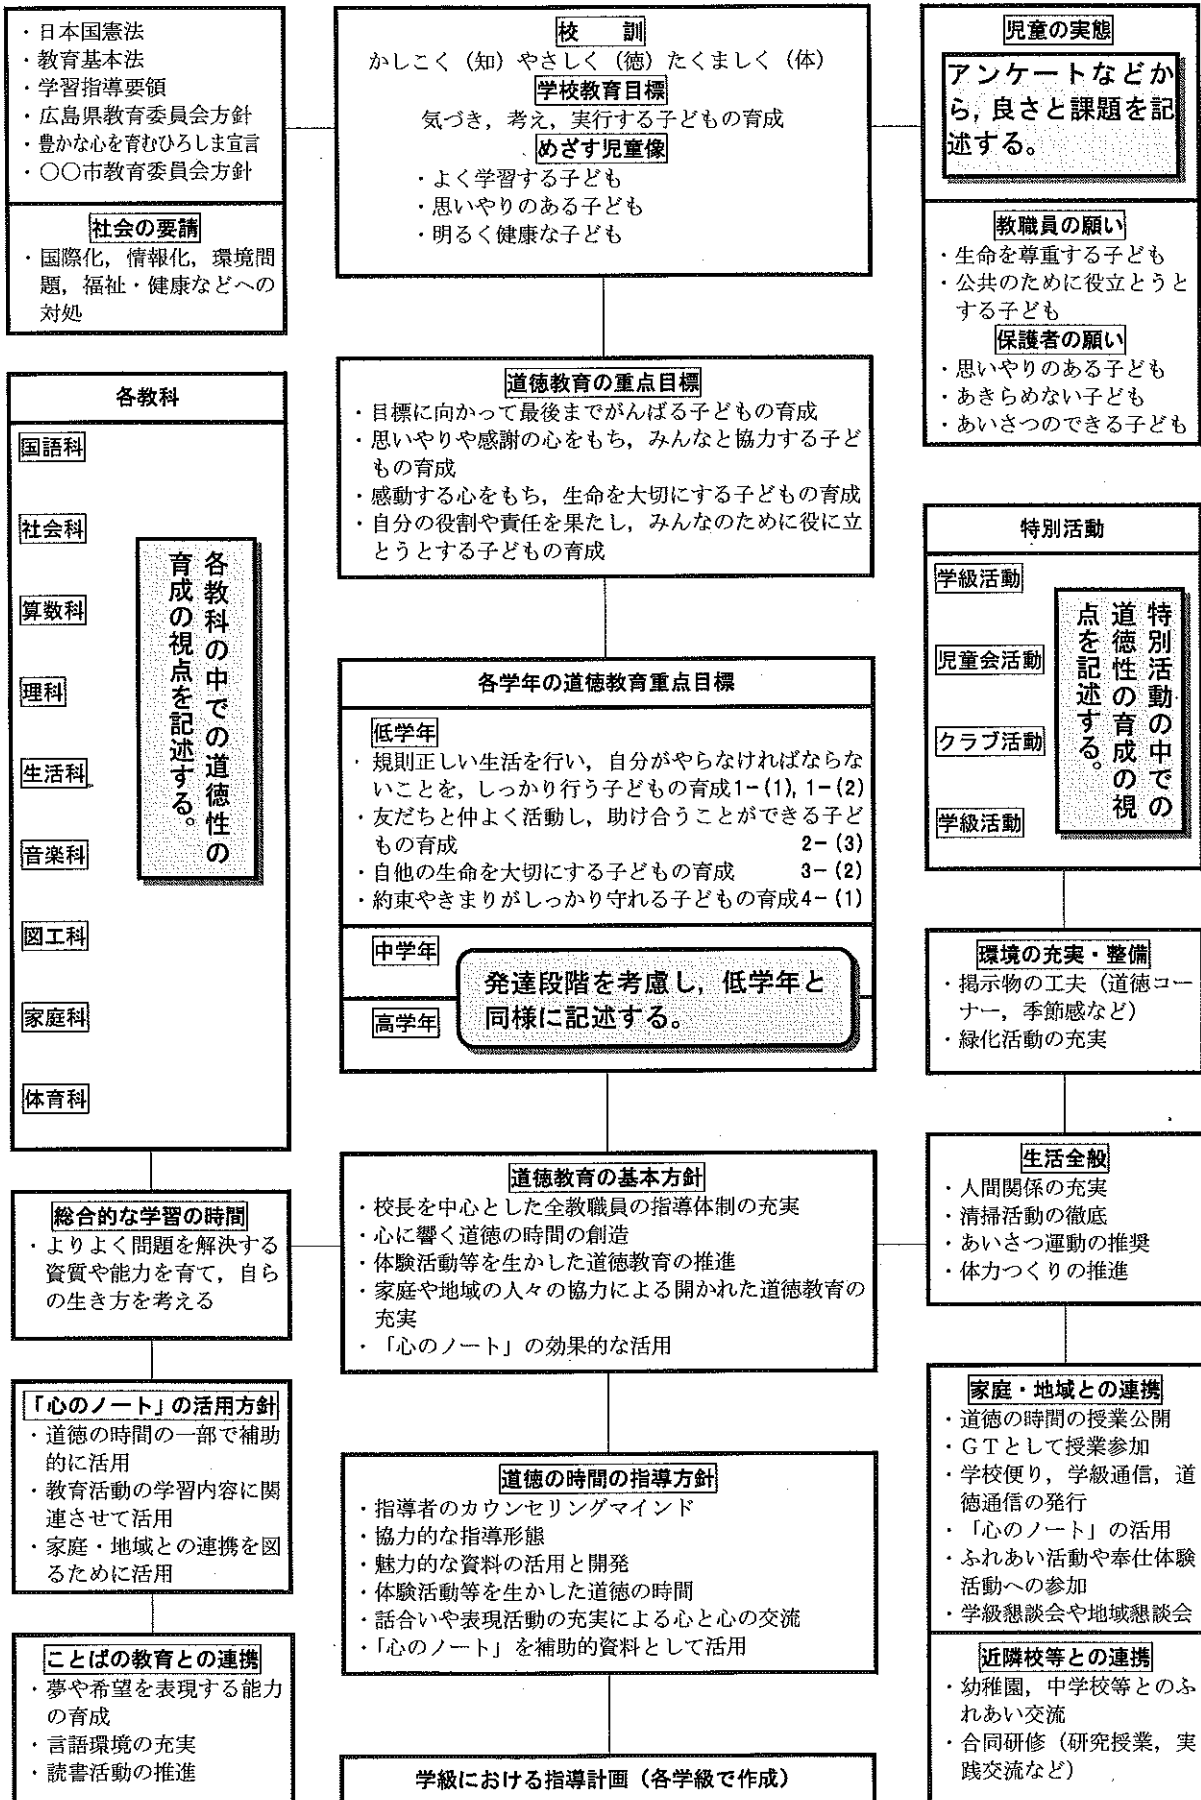 ・日本国憲法
・教育基本法
・学習指導要領
・広島県教育委員会方針
・豊かな心を育むひろしま宣言
・〇〇市教育委員会方針
社会の要請
・国際化，情報化，環境問
題，福祉・健康などへの
対処
校　訓
かしこく（知）やさしく（徳）たくましく（体）
学校教育目標
気づき，考え，実行する子どもの育成
めざす児童像
・よく学習する子ども
・思いやりのある子ども
・明るく健康な子ども
児童の実態
アンケートなどか
ら，良さと課題を記
述する。
教職員の願い
・生命を尊重する子ども
・公共のために役立とうと
する子ども
保護者の願い
・思いやりのある子ども
・あきらめない子ども
・あいさつのできる子ども
道徳教育の重点目標
・目標に向かって最後までがんばる子どもの育成
・思いやりや感謝の心をもち，みんなと協力する子ど
もの育成
・感動する心をもち，生命を大切にする子どもの育成
・自分の役割や責任を果たし，みんなのために役に立
とうとする子どもの育成
各教科
国語科
社会科
算数科
理科
生活科
音楽科
図工科
家庭科
体育科
各教科の中での道徳性の
育成の視点を記述する。
各学年の道徳教育重点目標
低学年
・規則正しい生活を行い，自分がやらなければならな
いことを，しっかり行う子どもの育成1-(1), 1-(2)
・友だちと仲よく活動し，助け合うことができる子ど
もの育成 2-(3)
・自他の生命を大切にする子どもの育成 3-(2)
・約束やきまりがしっかり守れる子どもの育成4-(1)
中学年
高学年
発達段階を考慮し，低学年と
同様に記述する。
特別活動
学級活動
児童会活動
クラブ活動
学級活動
特別活動の中での
道徳性の育成の視
点を記述する。
環境の充実・整備
・掲示物の工夫（道徳コー
ナー，季節感など）
・緑化活動の充実
生活全般
・人間関係の充実
・清掃活動の徹底
・あいさつ運動の推奨
・体力つくりの推進
総合的な学習の時間
・よりよく問題を解決する
資質や能力を育て，自ら
の生き方を考える
道徳教育の基本方針
・校長を中心とした全教職員の指導体制の充実
・心に響く道徳の時間の創造
・体験活動等を生かした道徳教育の推進
・家庭や地域の人々の協力による開かれた道徳教育の
充実
・「心のノート」の効果的な活用
「心のノート」の活用方針
・道徳の時間の一部で補助
的に活用
・教育活動の学習内容に関
連させて活用
・家庭・地域との連携を図
るために活用
道徳の時間の指導方針
・指導者のカウンセリングマインド
・協力的な指導形態
・魅力的な資料の活用と開発
・体験活動等を生かした道徳の時間
・話合いや表現活動の充実による心と心の交流
・「心のノート」を補助的資料として活用
家庭・地域との連携
・道徳の時間の授業公開
・ＧＴとして授業参加
・学校便り，学級通信，道
徳通信の発行
・「心のノート」の活用
・ふれあい活動や奉仕体験
活動への参加
・学級懇談会や地域懇談会
近隣校等との連携
・幼稚園，中学校等とのふ
れあい交流
・合同研修（研究授業，実
践交流など）
ことばの教育との連携
・夢や希望を表現する能力
の育成
・言語環境の充実
・読書活動の推進
学級における指導計画（各学級で作成）